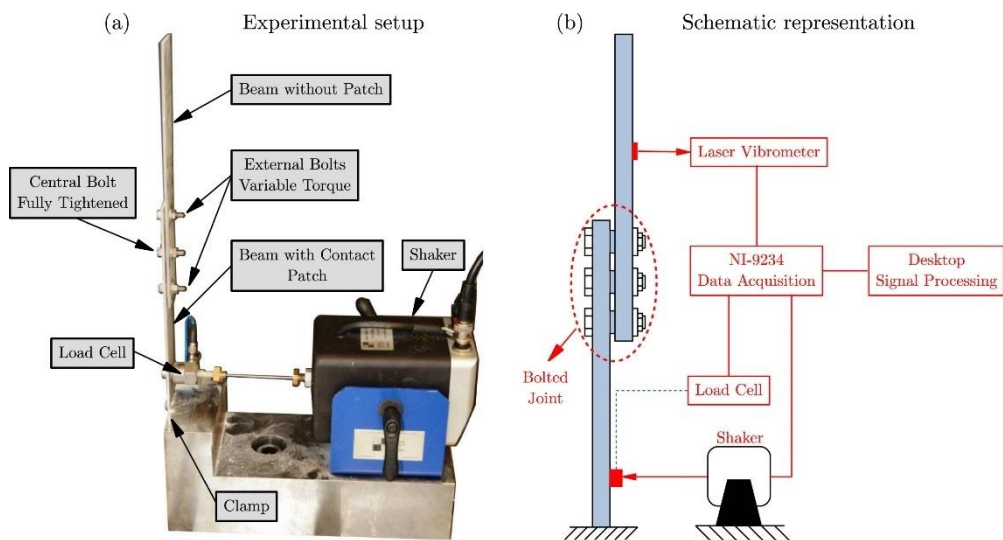 (a) Experimental setup
Beam without Patch
External Bolts
Variable Torque
Central Bolt
Fully Tightened
Beam with Contact
Patch
Shaker
Load Cell
Clamp
(b) Schematic representation
Laser Vibrometer
NI-9234
Data Acquisition
Desktop
Signal Processing
Bolted
Joint
Load Cell
Shaker